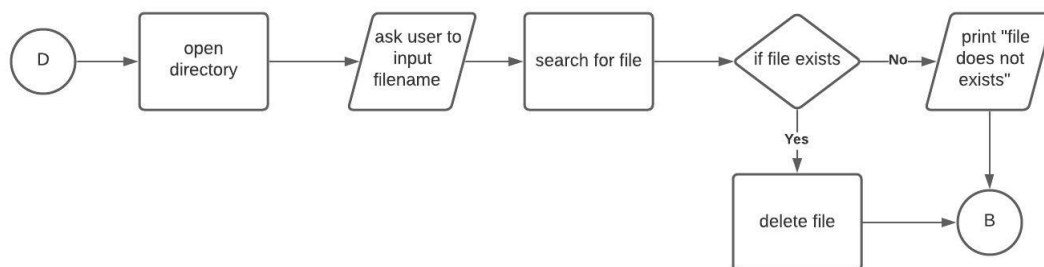 D
open
directory
ask user to
input
filename
search for file
if file exists
No
print "file
does not
exists"
Yes
delete file
B